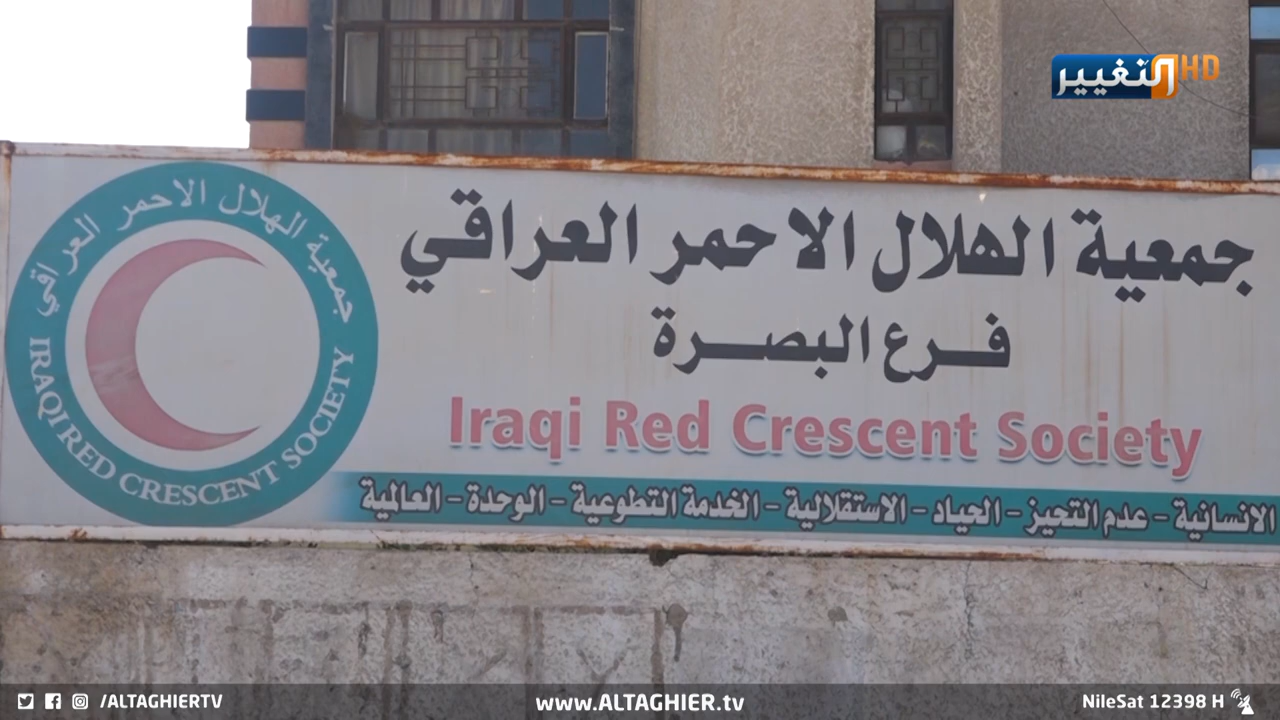 التغيير HD
جمعية الهلال الاحمر العراقي
IRAQI RED CRESCENT SOCIETY
جمعية الهلال الاحمر العراقي
فرع البصرة
Iraqi Red Crescent Society
الانسانية - عدم التحيز - الحياد - الاستقلالية - الخدمة التطوعية - الوحدة - العالمية
/ALTAGHIERTV
www.ALTAGHIER.tv
NileSat 12398 H